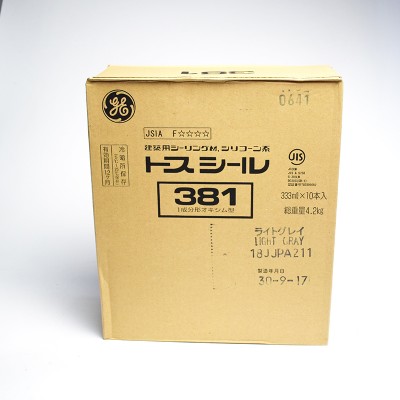 0641
JSIA F☆☆☆☆
建築用シーリング材、シリコーン系
トスシール
381
1成分形オキシム型
冷暗所保存
有効期間12ヶ月
JIS
333ml×10本入
総重量4.2kg
ライトグレイ
LIGHT GRAY
18JJPA211
製造年月日
30-9-17